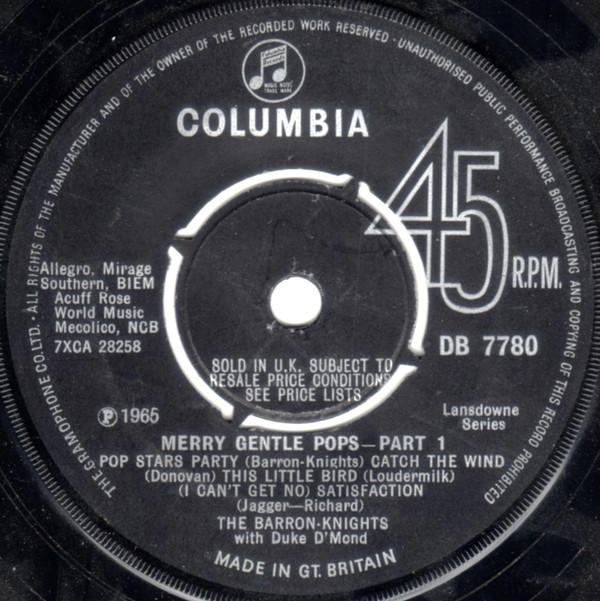 THE GRAMOPHONE CO.LTD. · ALL RIGHTS OF THE MANUFACTURER AND OF THE OWNER OF THE RECORDED WORK RESERVED · UNAUTHORISED PUBLIC PERFORMANCE BROADCASTING AND COPYING OF THIS RECORD PROHIBITED
MAGIC NOTES
TRADE MARK
COLUMBIA
45
R.P.M.
Allegro, Mirage
Southern, BIEM
Acuff Rose
World Music
Mecolico, NCB
7XCA 28258
DB 7780
SOLD IN U.K. SUBJECT TO
RESALE PRICE CONDITIONS
SEE PRICE LISTS
Ⓟ 1965
Lansdowne
Series
MERRY GENTLE POPS—PART 1
POP STARS PARTY (Barron-Knights) CATCH THE WIND
(Donovan) THIS LITTLE BIRD (Loudermilk)
(I CAN'T GET NO) SATISFACTION
(Jagger—Richard)
THE BARRON-KNIGHTS
with Duke D'Mond
MADE IN GT. BRITAIN